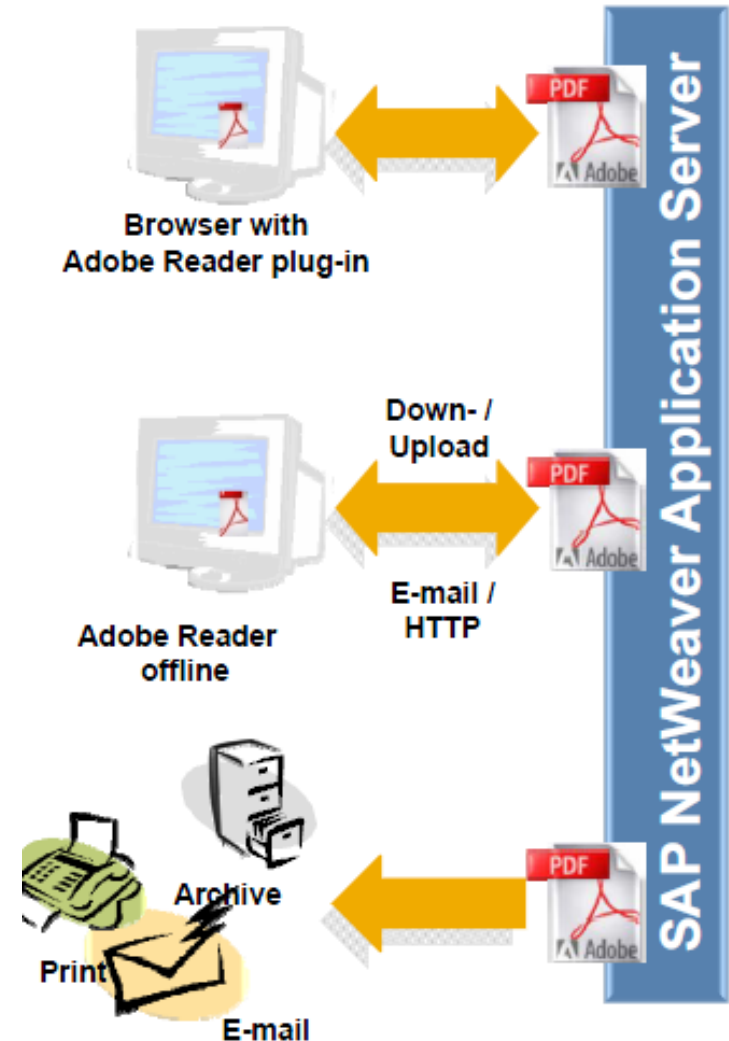 PDF
Adobe
Browser with
Adobe Reader plug-in
Down- /
Upload
PDF
Adobe
E-mail /
HTTP
Adobe Reader
offline
Archive
PDF
Adobe
Print
E-mail
SAP NetWeaver Application Server